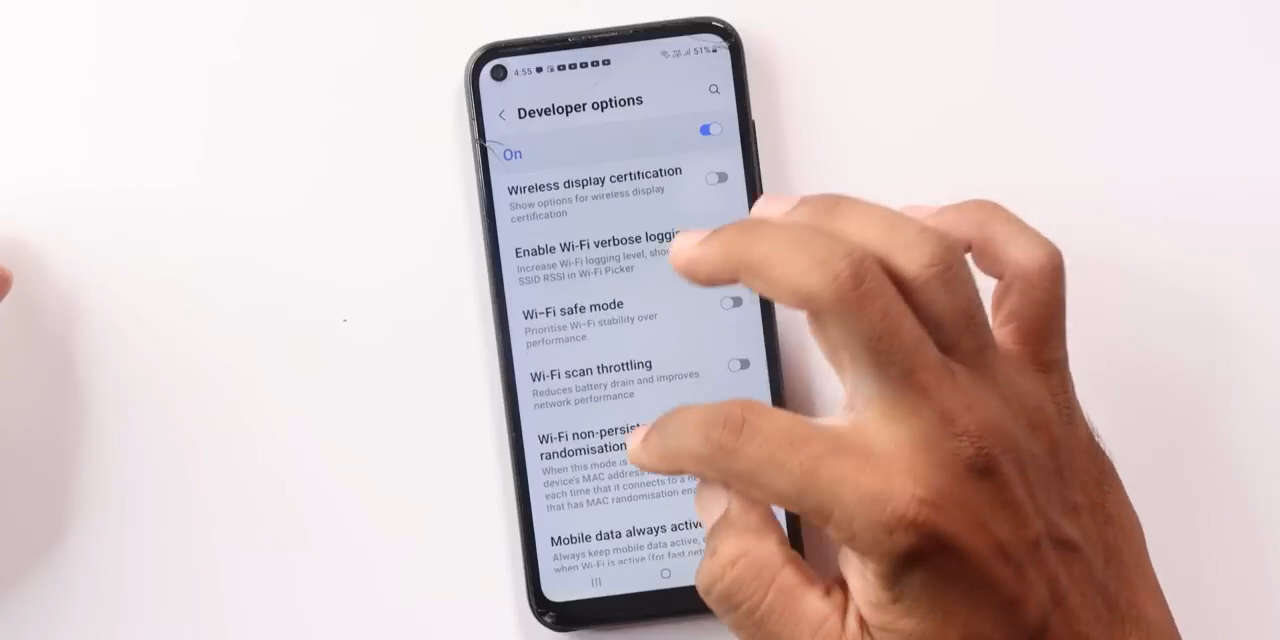 4:55
51%
Developer options
On
Wireless display certification
Show options for wireless display
certification
Enable Wi-Fi verbose
Increase Wi-Fi logging level,
SSID RSSI in Wi-Fi Picker
Wi-Fi safe mode
Prioritise Wi-Fi stability over
performance
Wi-Fi scan throttling
Reduces battery drain and improves
network performance
Wi-Fi
randomisation
When this mode is
device's MAC address
each time that it connects to a
that has MAC randomisation
Mobile data always active
Always keep mobile data active,
when Wi-Fi is active (for fast